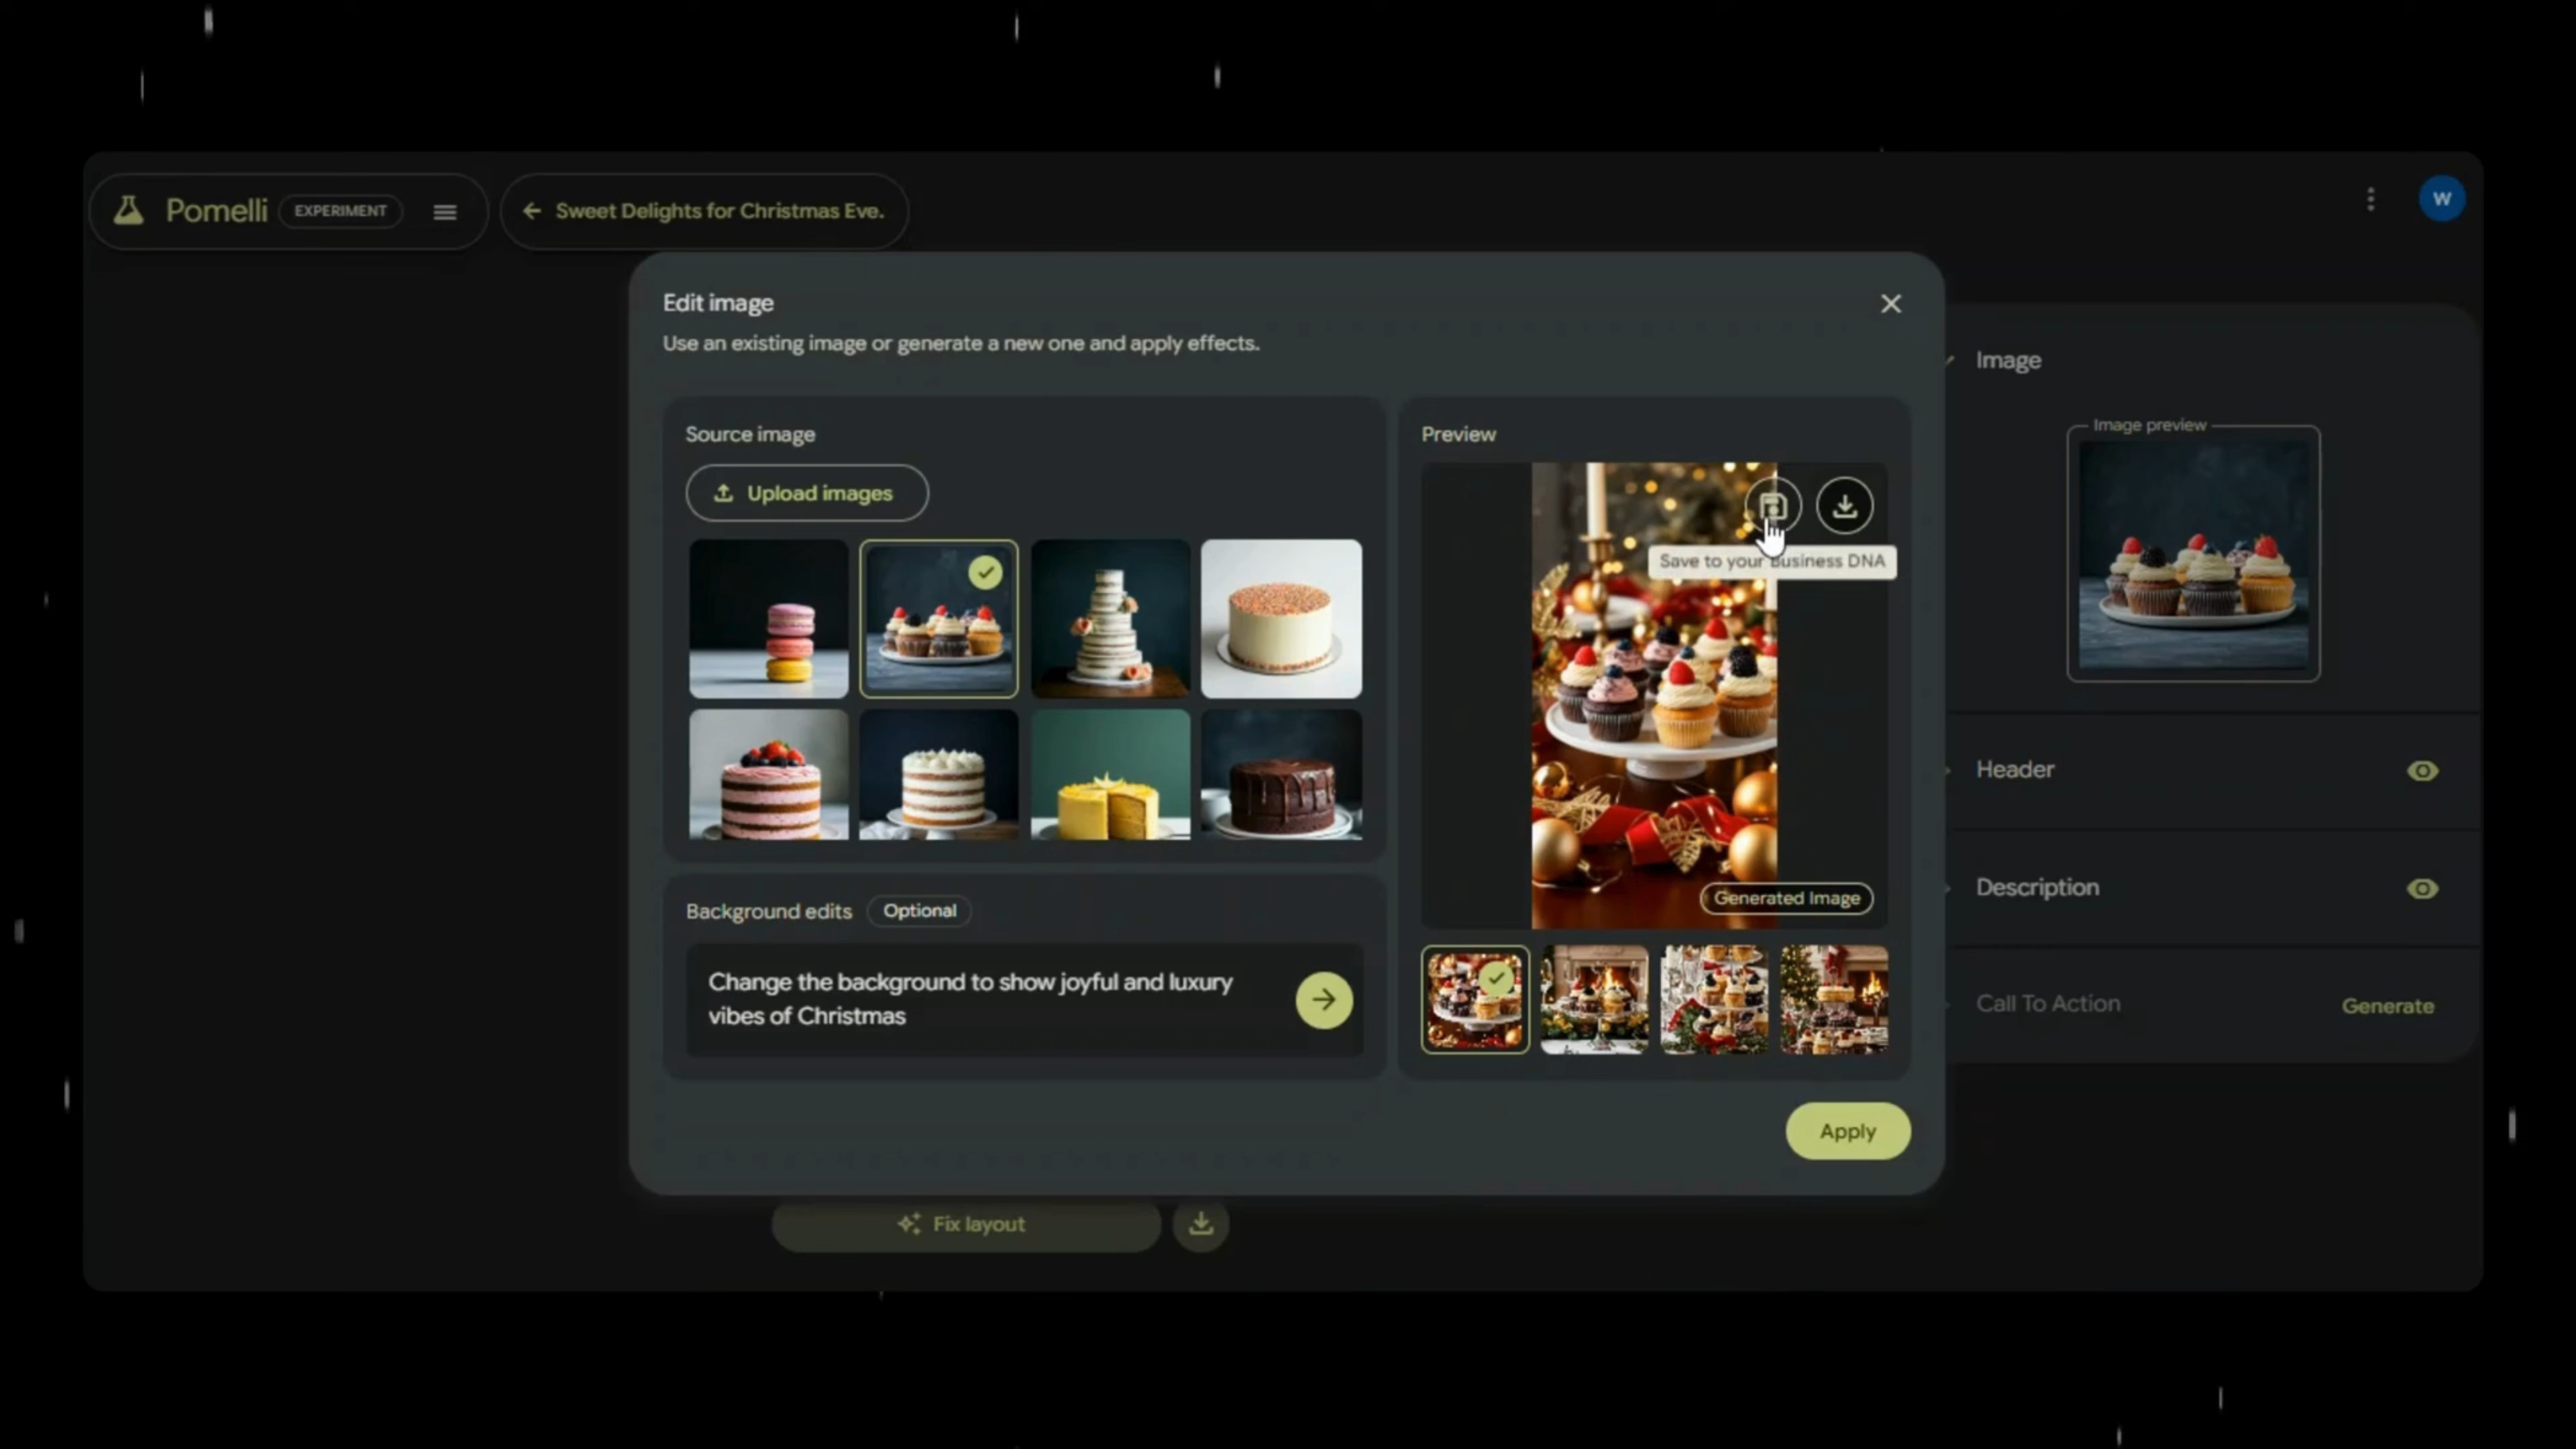 Pomelli
EXPERIMENT
Sweet Delights for Christmas Eve.
W
Edit image
Use an existing image or generate a new one and apply effects.
Source image
Upload images
Background edits
Optional
Change the background to show joyful and luxury
vibes of Christmas
Preview
Save to your Business DNA
Generated Image
Apply
Image
Image preview
Header
Description
Call To Action
Generate
Fix layout